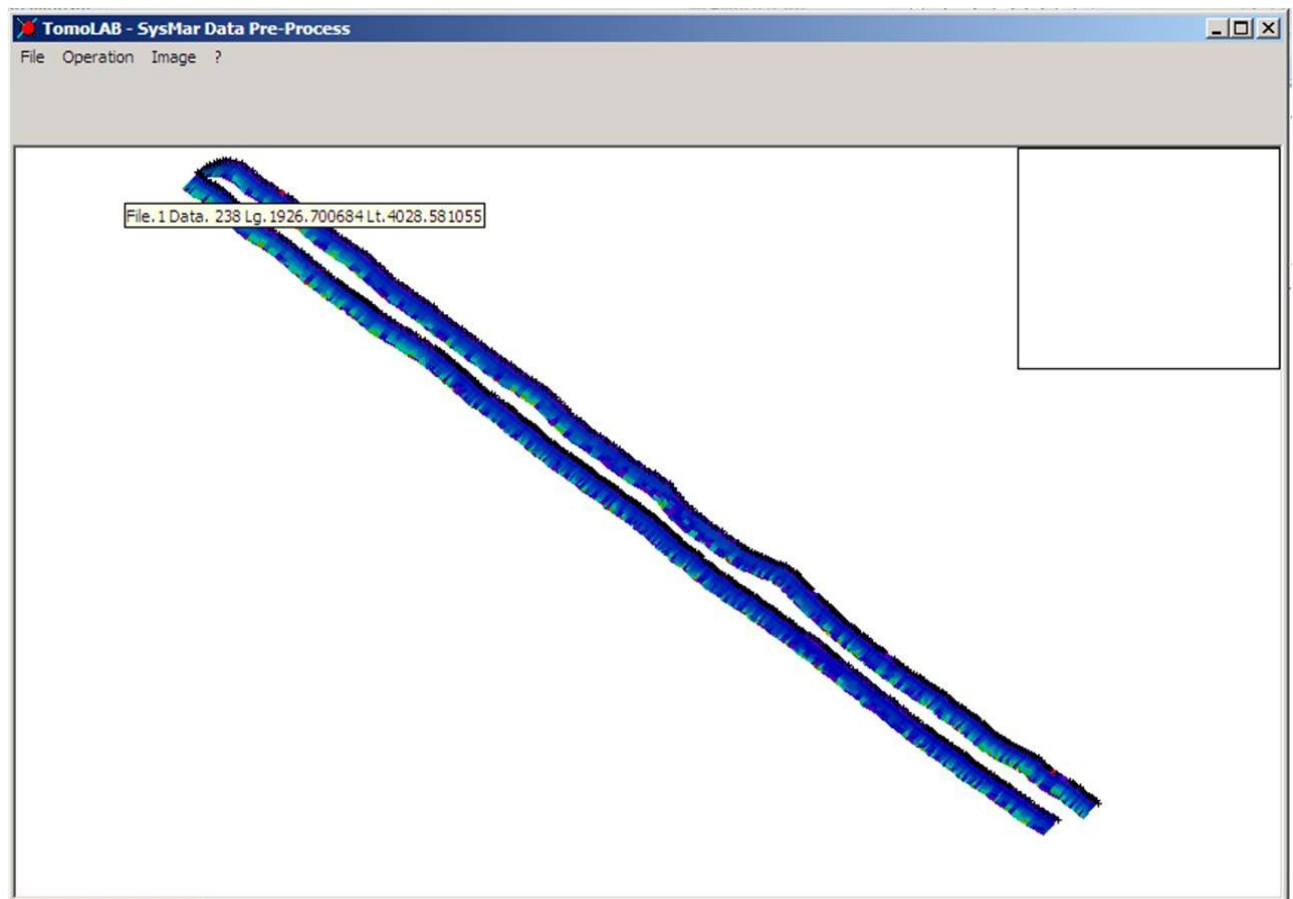 TomoLAB - SysMar Data Pre-Process
File Operation Image ?
File.1 Data. 238 Lg.1926.700684 Lt.4028.581055